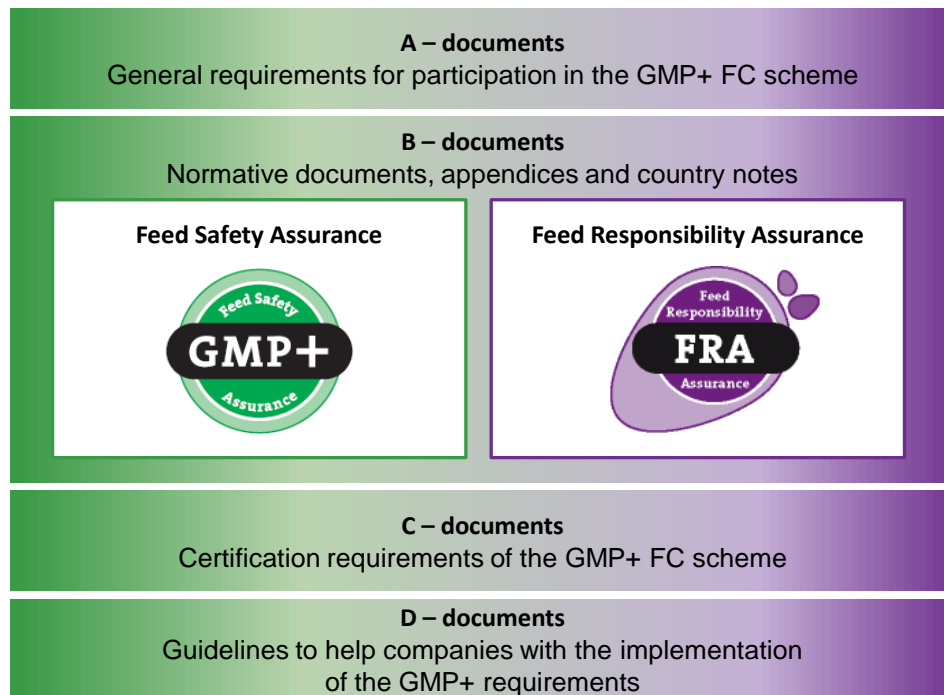 A – documents
General requirements for participation in the GMP+ FC scheme
B – documents
Normative documents, appendices and country notes
Feed Safety Assurance
Feed Safety
GMP+
Assurance
Feed Responsibility Assurance
Feed
Responsibility
FRA
Assurance
C – documents
Certification requirements of the GMP+ FC scheme
D – documents
Guidelines to help companies with the implementation
of the GMP+ requirements